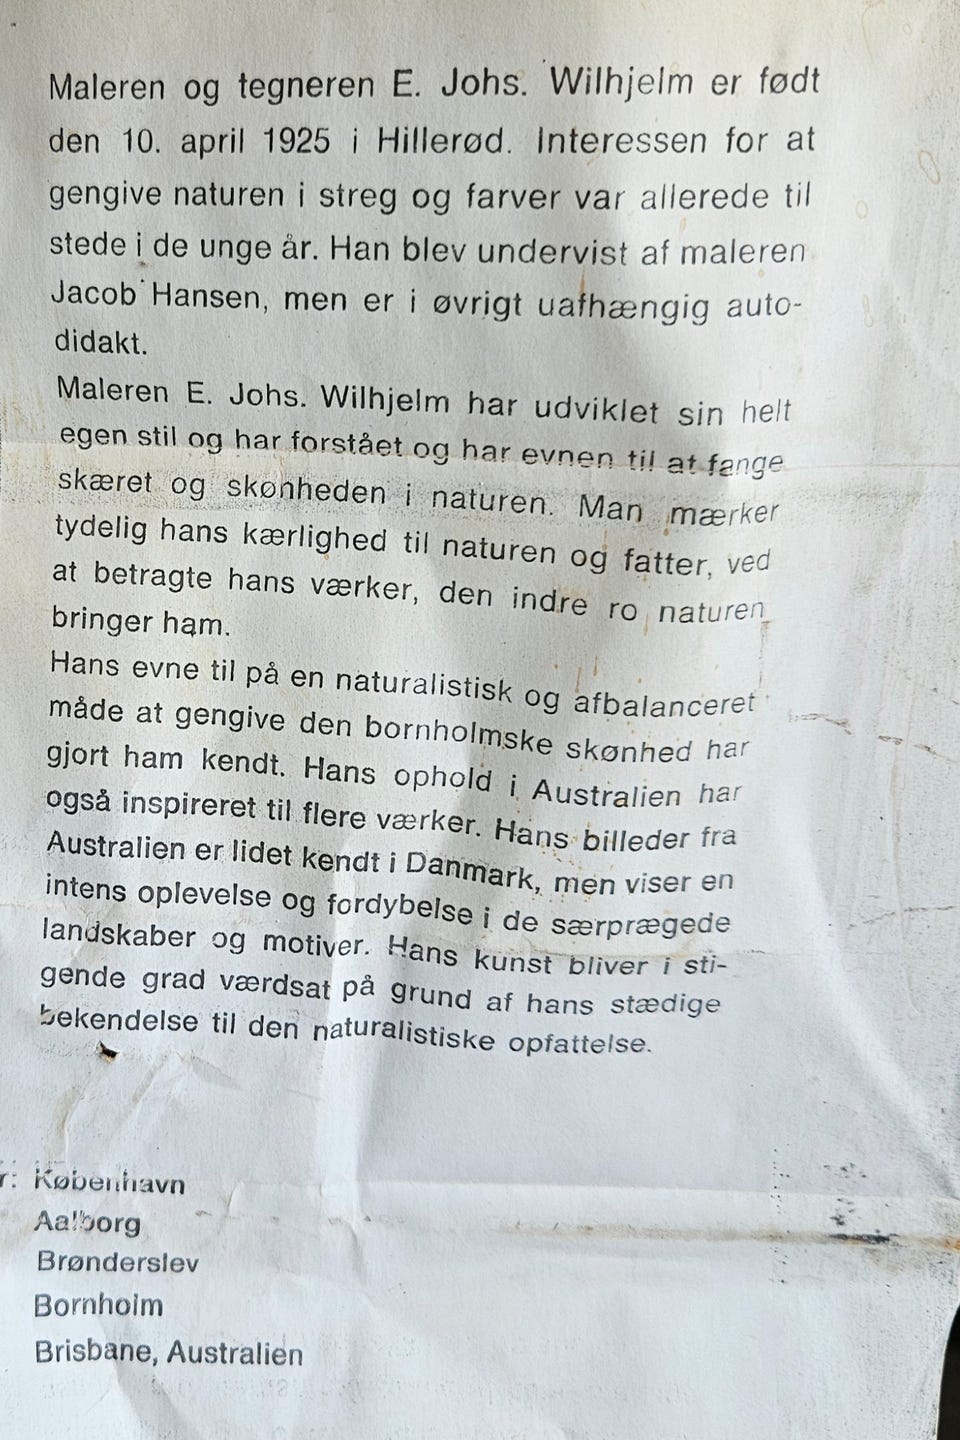 Maleren og tegneren E. Johs. Wilhjelm er født
den 10. april 1925 i Hillerød. Interessen for at
gengive naturen i streg og farver var allerede til
stede i de unge år. Han blev undervist af maleren
Jacob Hansen, men er i øvrigt uafhængig auto-
didakt.
Maleren E. Johs. Wilhjelm har udviklet sin helt
egen stil og har forstået og har evnen til at fange
skæret og skønheden i naturen. Man mærker
tydelig hans kærlighed til naturen og fatter, ved
at betragte hans værker, den indre ro naturen
bringer ham.
Hans evne til på en naturalistisk og afbalanceret
måde at gengive den bornholmske skønhed har
gjort ham kendt. Hans ophold i Australien har
også inspireret til flere værker. Hans billeder fra
Australien er lidet kendt i Danmark, men viser en
intens oplevelse og fordybelse i de særprægede
landskaber og motiver. Hans kunst bliver i sti-
gende grad værdsat på grund af hans stædige
bekendelse til den naturalistiske opfattelse.
r: København
Aalborg
Brønderslev
Bornholm
Brisbane, Australien